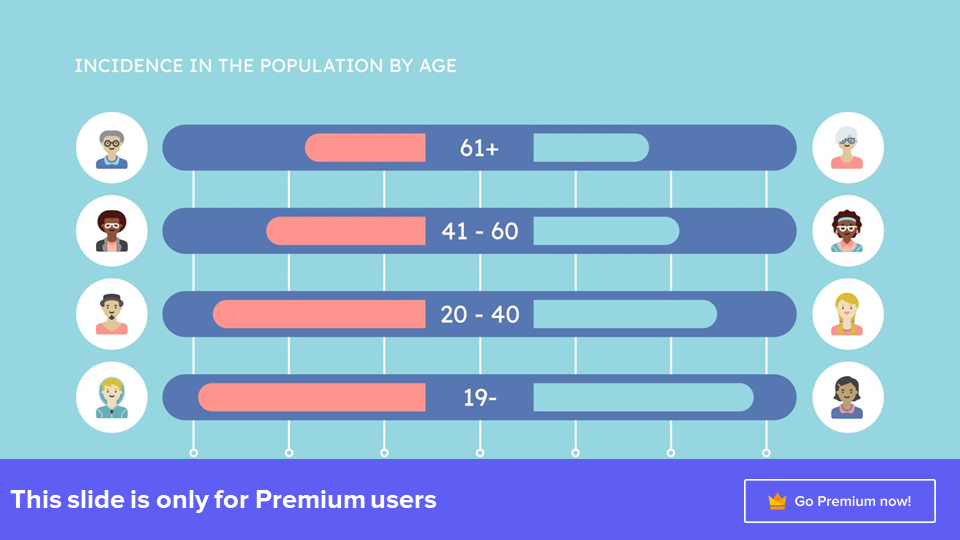 INCIDENCE IN THE POPULATION BY AGE
61+
41 - 60
20 - 40
19-
This slide is only for Premium users
Go Premium now!